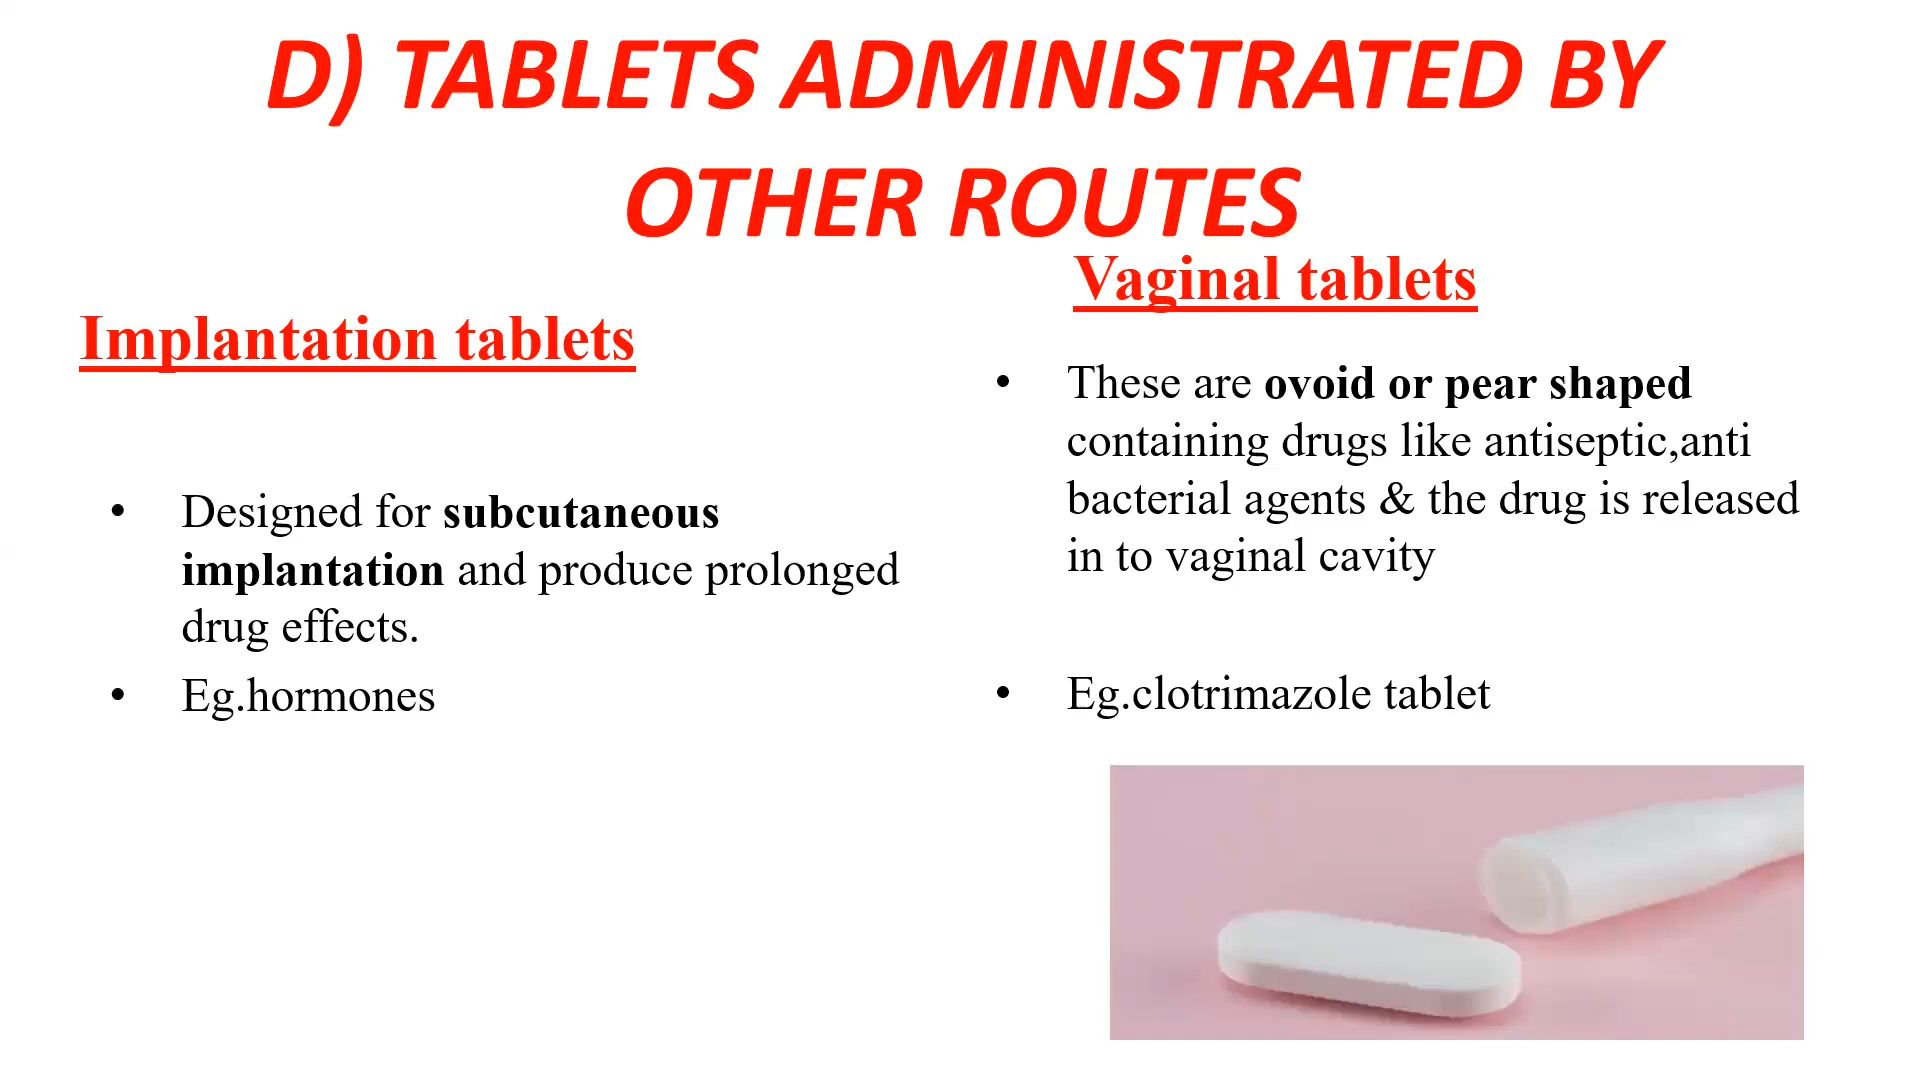 D) TABLETS ADMINISTRATED BY
OTHER ROUTES
Implantation tablets
• Designed for subcutaneous
implantation and produce prolonged
drug effects.
• Eg.hormones
Vaginal tablets
• These are ovoid or pear shaped
containing drugs like antiseptic,anti
bacterial agents & the drug is released
in to vaginal cavity
• Eg.clotrimazole tablet